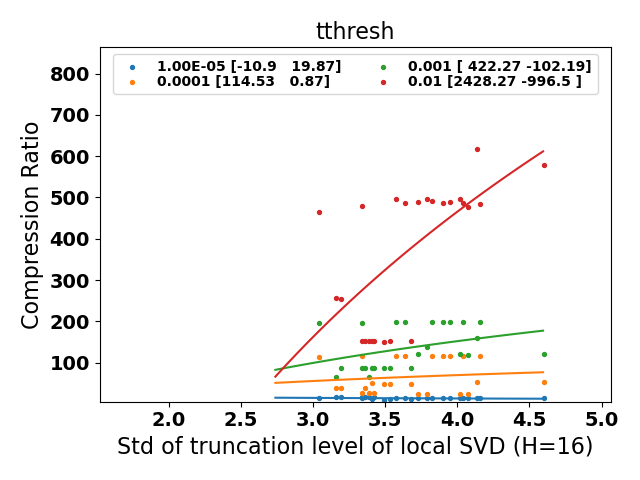 tthresh
1.00E-05 [-10.9 19.87]
0.0001 [114.53 0.87]
0.001 [ 422.27 -102.19]
0.01 [2428.27 -996.5 ]
Compression Ratio
800
700
600
500
400
300
200
100
2.0 2.5 3.0 3.5 4.0 4.5 5.0
Std of truncation level of local SVD (H=16)